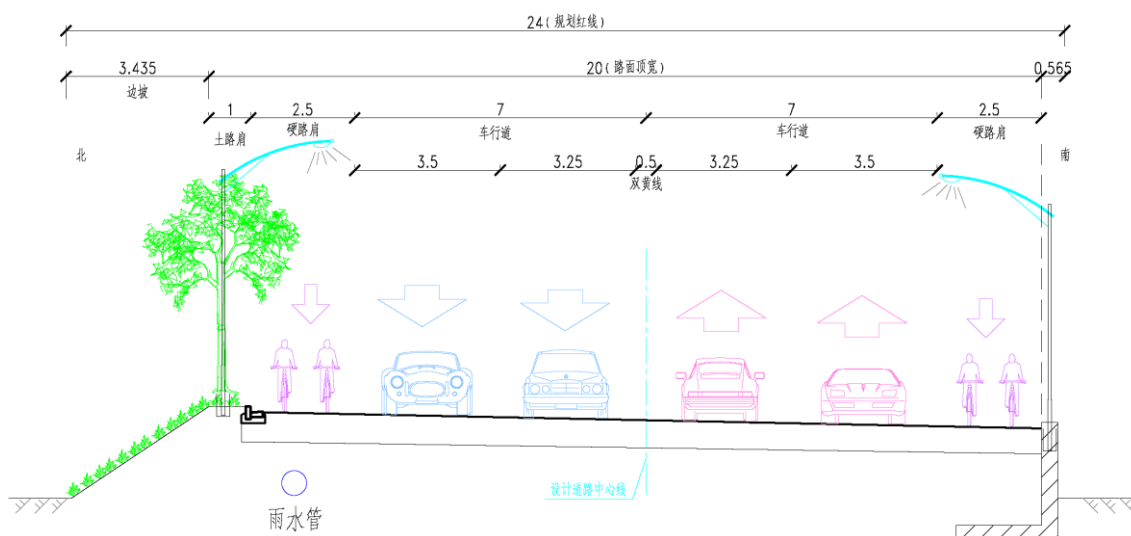 24(规划红线)
3.435
20(路面顶宽)
0.565
边坡
1
2.5
7
7
2.5
土路肩
硬路肩
车行道
车行道
硬路肩
北
南
3.5
3.25
0.5
3.25
3.5
双黄线
设计道路中心线
雨水管